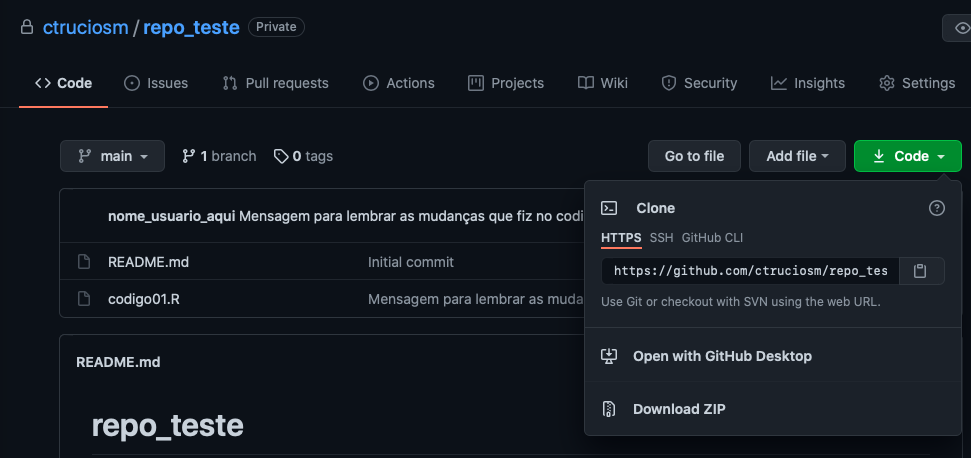 ctruciosm / repo_teste Private
Code Issues Pull requests Actions Projects Wiki Security Insights Settings
main 1 branch 0 tags Go to file Add file Code
nome_usuario_aqui Mensagem para lembrar as mudanças que fiz no codi
README.md Initial commit
codigo01.R Mensagem para lembrar as muda
Clone
HTTPS SSH GitHub CLI
https://github.com/ctruciosm/repo_tes
Use Git or checkout with SVN using the web URL.
Open with GitHub Desktop
Download ZIP
README.md
repo_teste